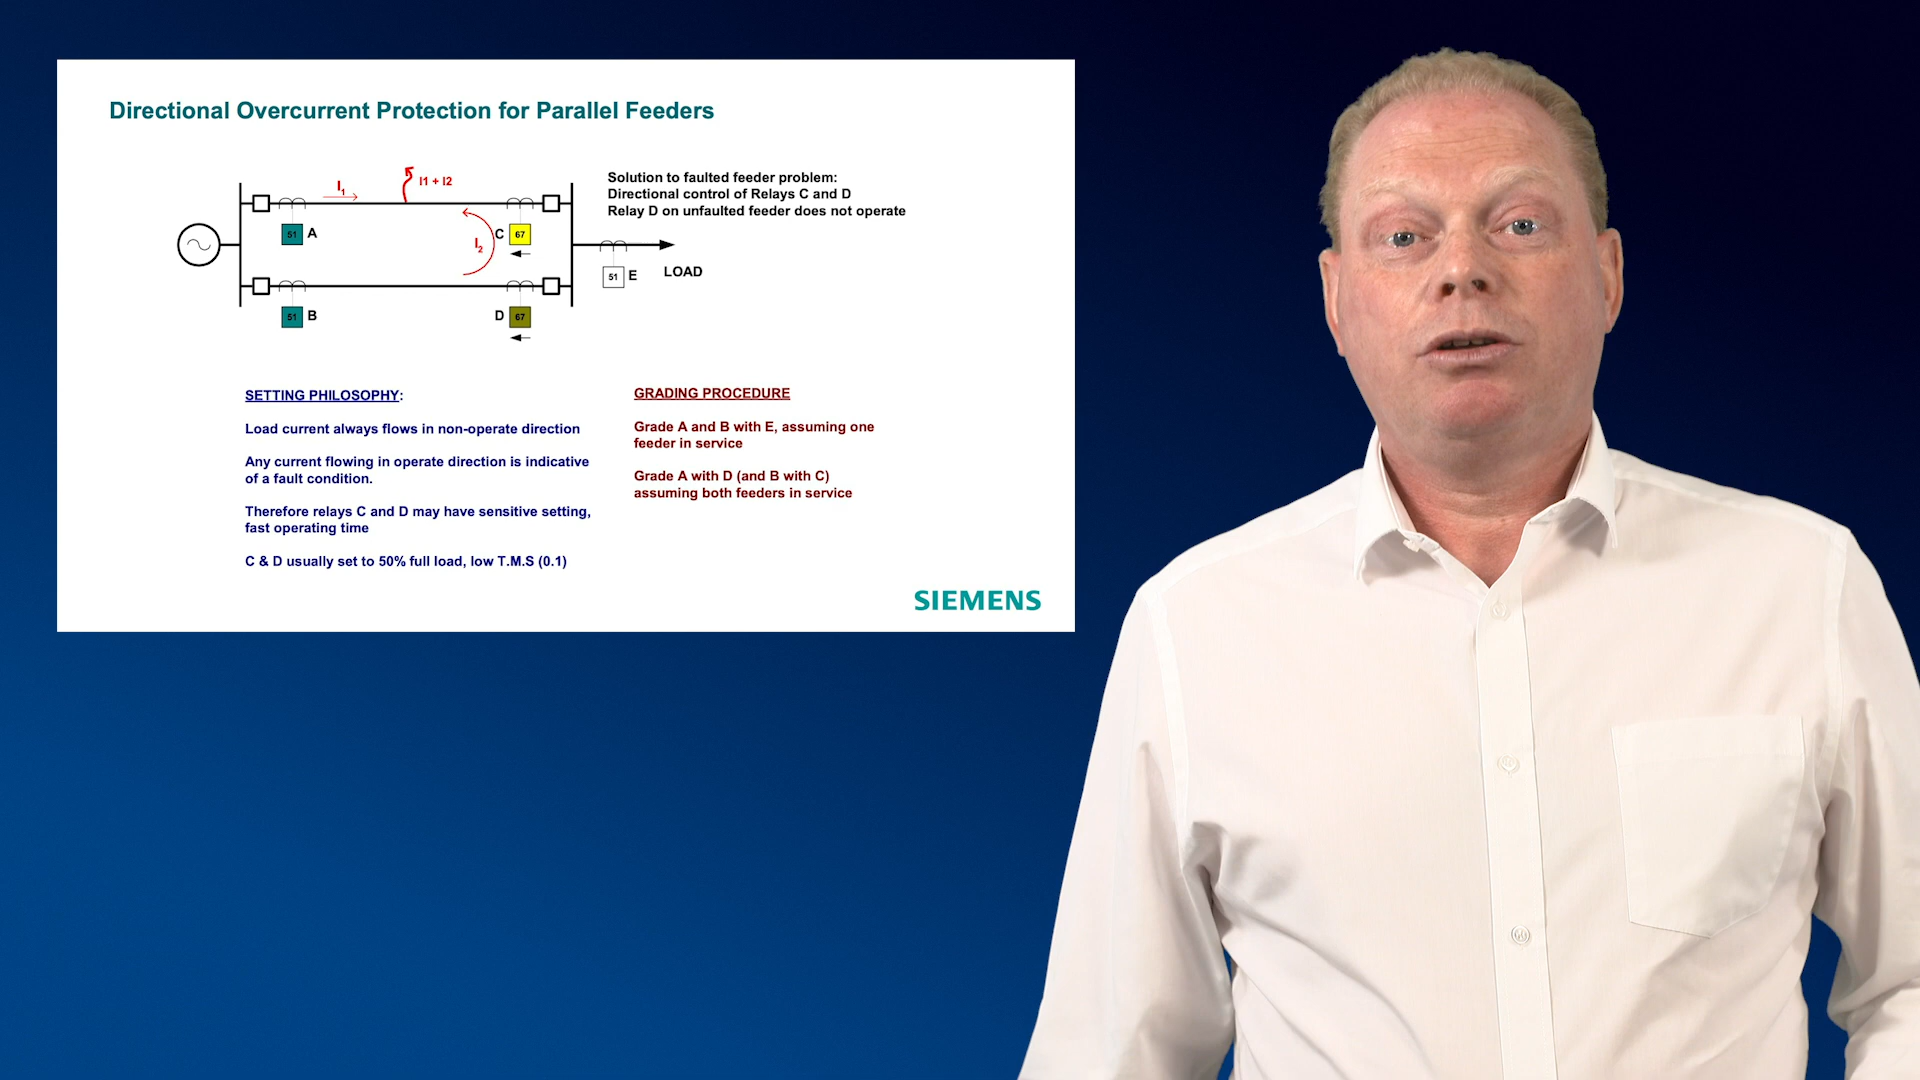 Directional Overcurrent Protection for Parallel Feeders
I1
I1 + I2
Solution to faulted feeder problem:
Directional control of Relays C and D
Relay D on unfaulted feeder does not operate
51 A
C 67
I2
51 E
LOAD
51 B
D 67
SETTING PHILOSOPHY:
Load current always flows in non-operate direction
Any current flowing in operate direction is indicative
of a fault condition.
Therefore relays C and D may have sensitive setting,
fast operating time
C & D usually set to 50% full load, low T.M.S (0.1)
GRADING PROCEDURE
Grade A and B with E, assuming one
feeder in service
Grade A with D (and B with C)
assuming both feeders in service
SIEMENS